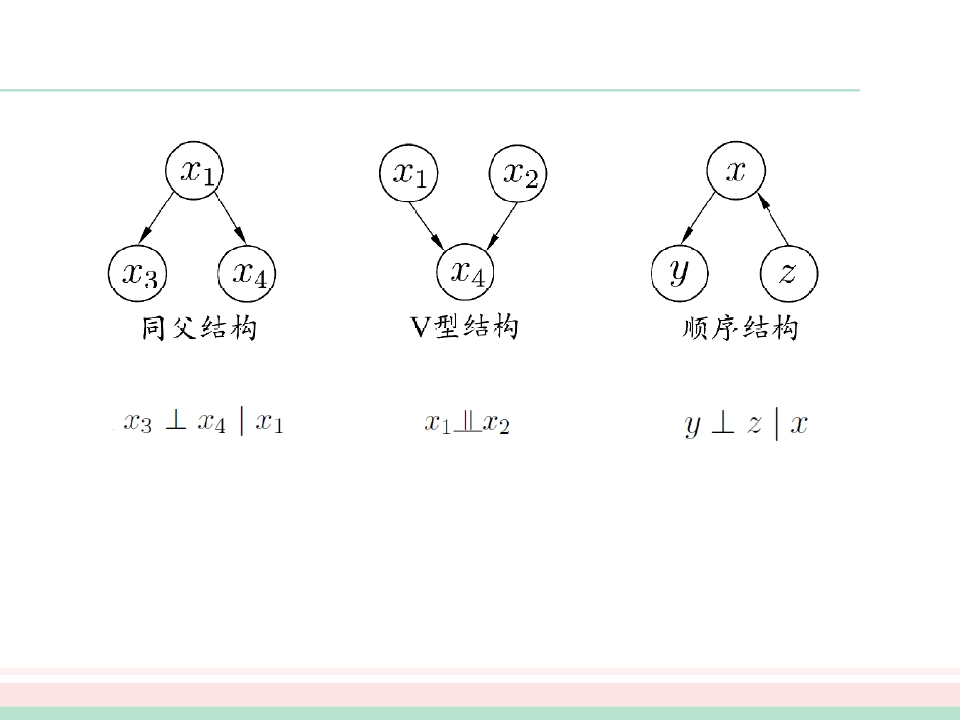 x₁
x₃ x₄
同父结构
x₁ x₂
x₄
V型结构
x
y z
顺序结构
x₃ ⊥ x₄ | x₁
x₁⫫x₂
y ⊥ z | x